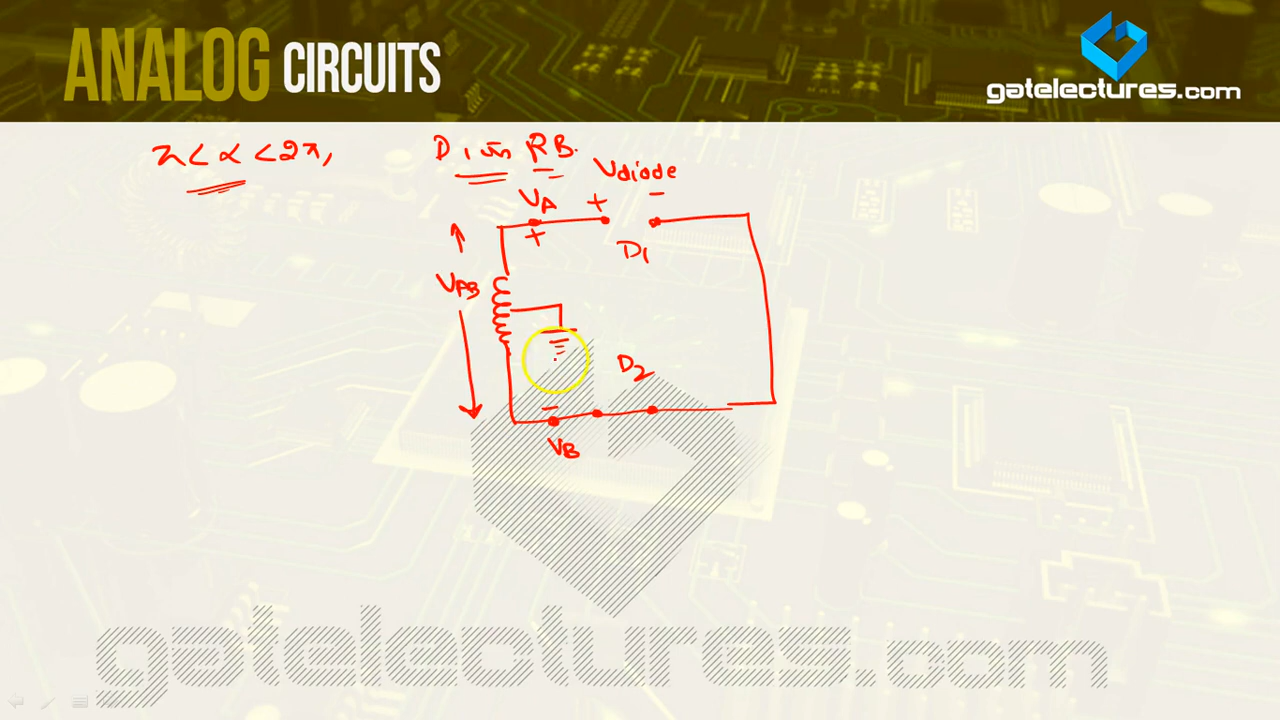 ANALOG CIRCUITS
gatelectures.com
π < α < 2π,
D1 in RB.
Vdiode
VA
+ −
+
D1
VAB
D2
−
VB
gatelectures.com